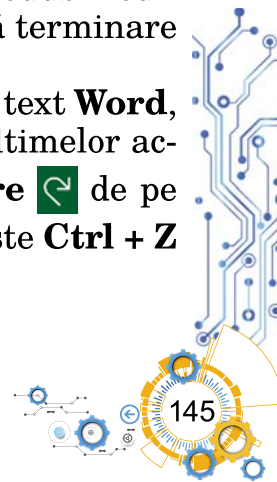 ă terminare
text Word,
ltimelor ac-
re de pe
ste Ctrl + Z
145